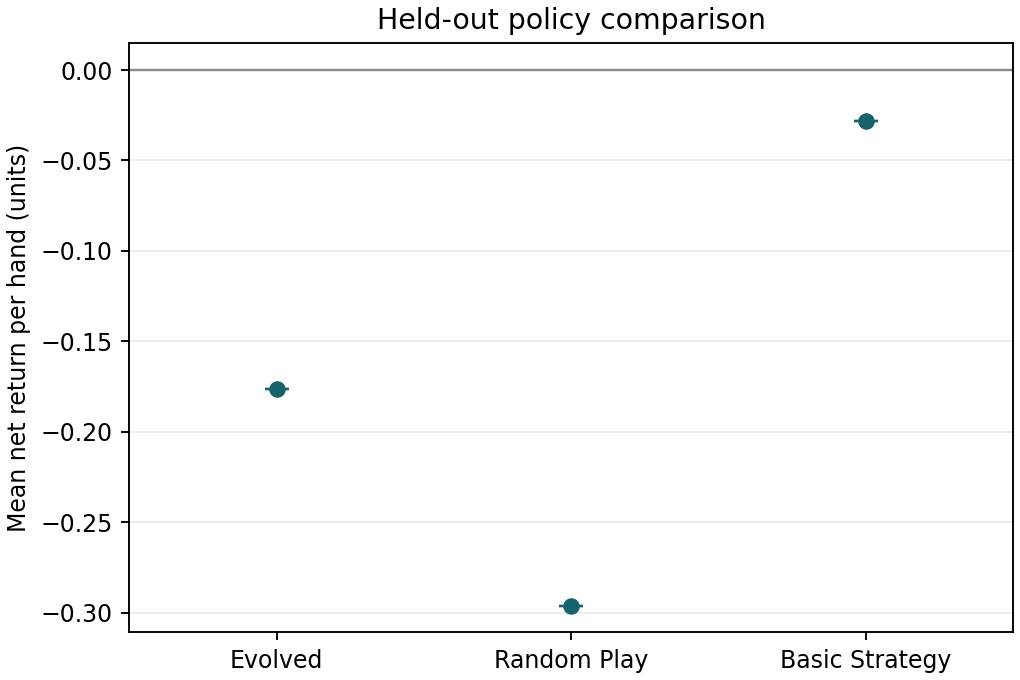 Held-out policy comparison
Mean net return per hand (units)
0.00
−0.05
−0.10
−0.15
−0.20
−0.25
−0.30
Evolved
Random Play
Basic Strategy